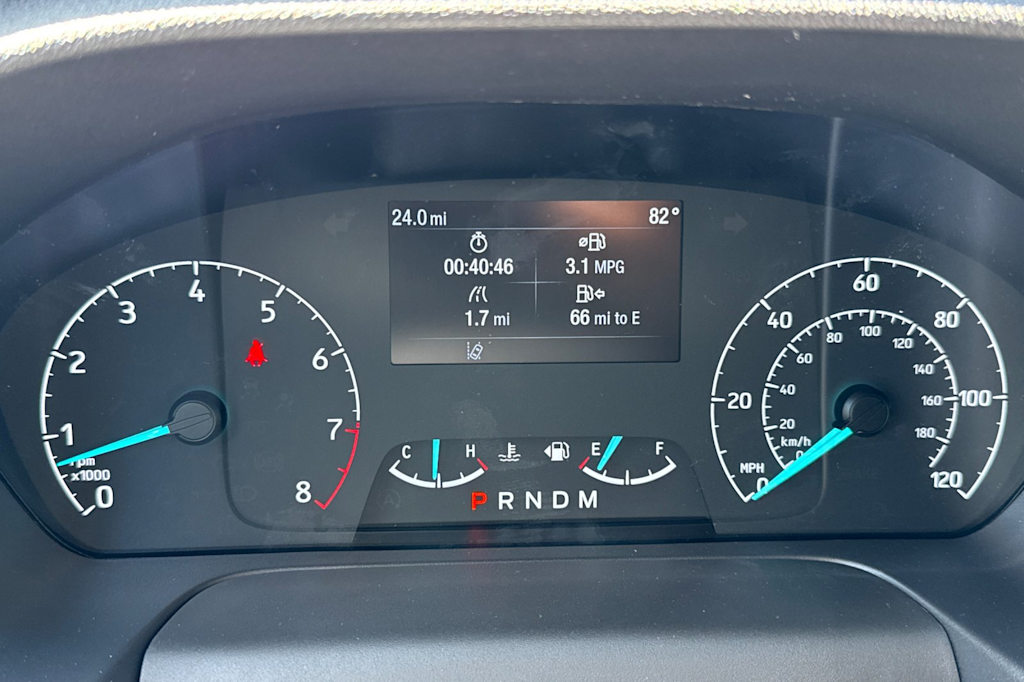 24.0 mi 82°
00:40:46 3.1 MPG
1.7 mi 66 mi to E
0 1 2 3 4 5 6 7 8
rpm
x1000
C H
E F
P R N D M
0 20 40 60 80 100 120
MPH
0 20 40 60 80 100 120 140 160 180
km/h